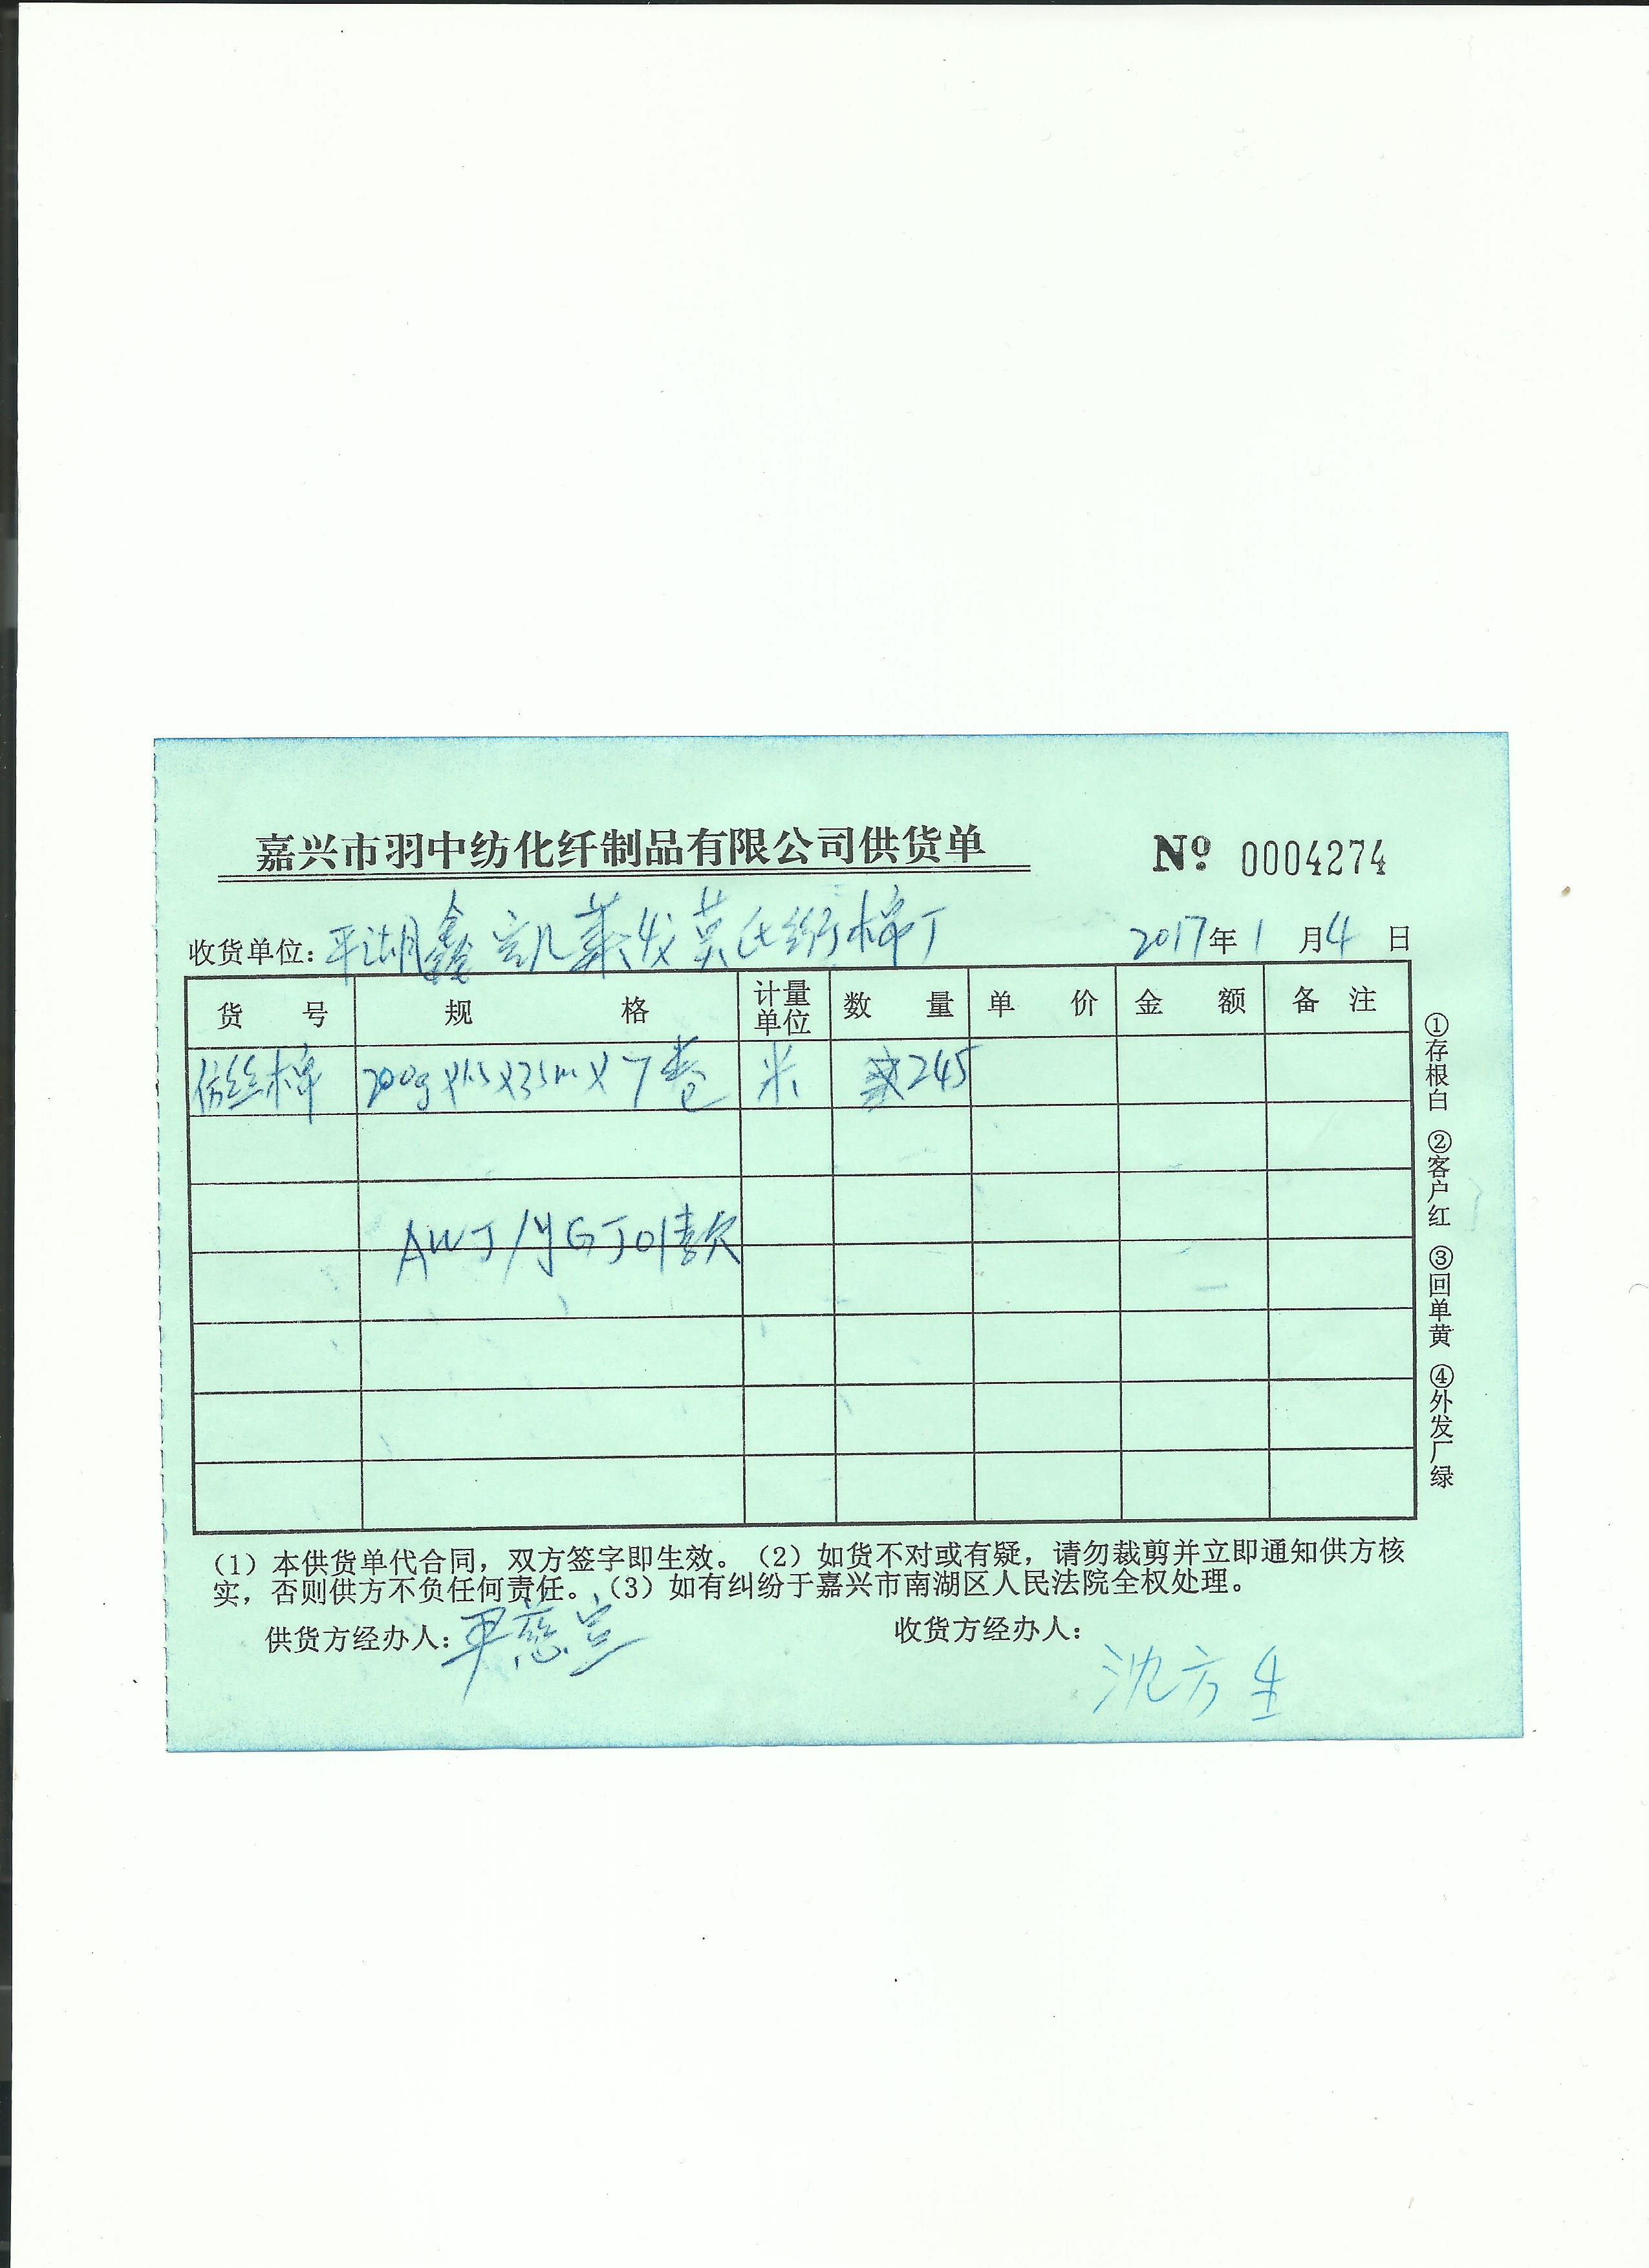 嘉兴市羽中纺化纤制品有限公司供货单 Nº 0004274
收货单位: 平湖鑫凯莱发英氏绗棉厂 2017年1月4日
货号 规格 计量单位 数量 单价 金额 备注
仿丝棉 200g×1.5×35m×7卷 米 245
AWJ/YGJ01款
(1)本供货单代合同，双方签字即生效。(2)如货不对或有疑，请勿裁剪并立即通知供方核
实，否则供方不负任何责任。(3)如有纠纷于嘉兴市南湖区人民法院全权处理。
供货方经办人: 收货方经办人:
沈方生
①存根白 ②客户红 ③回单黄 ④外发厂绿